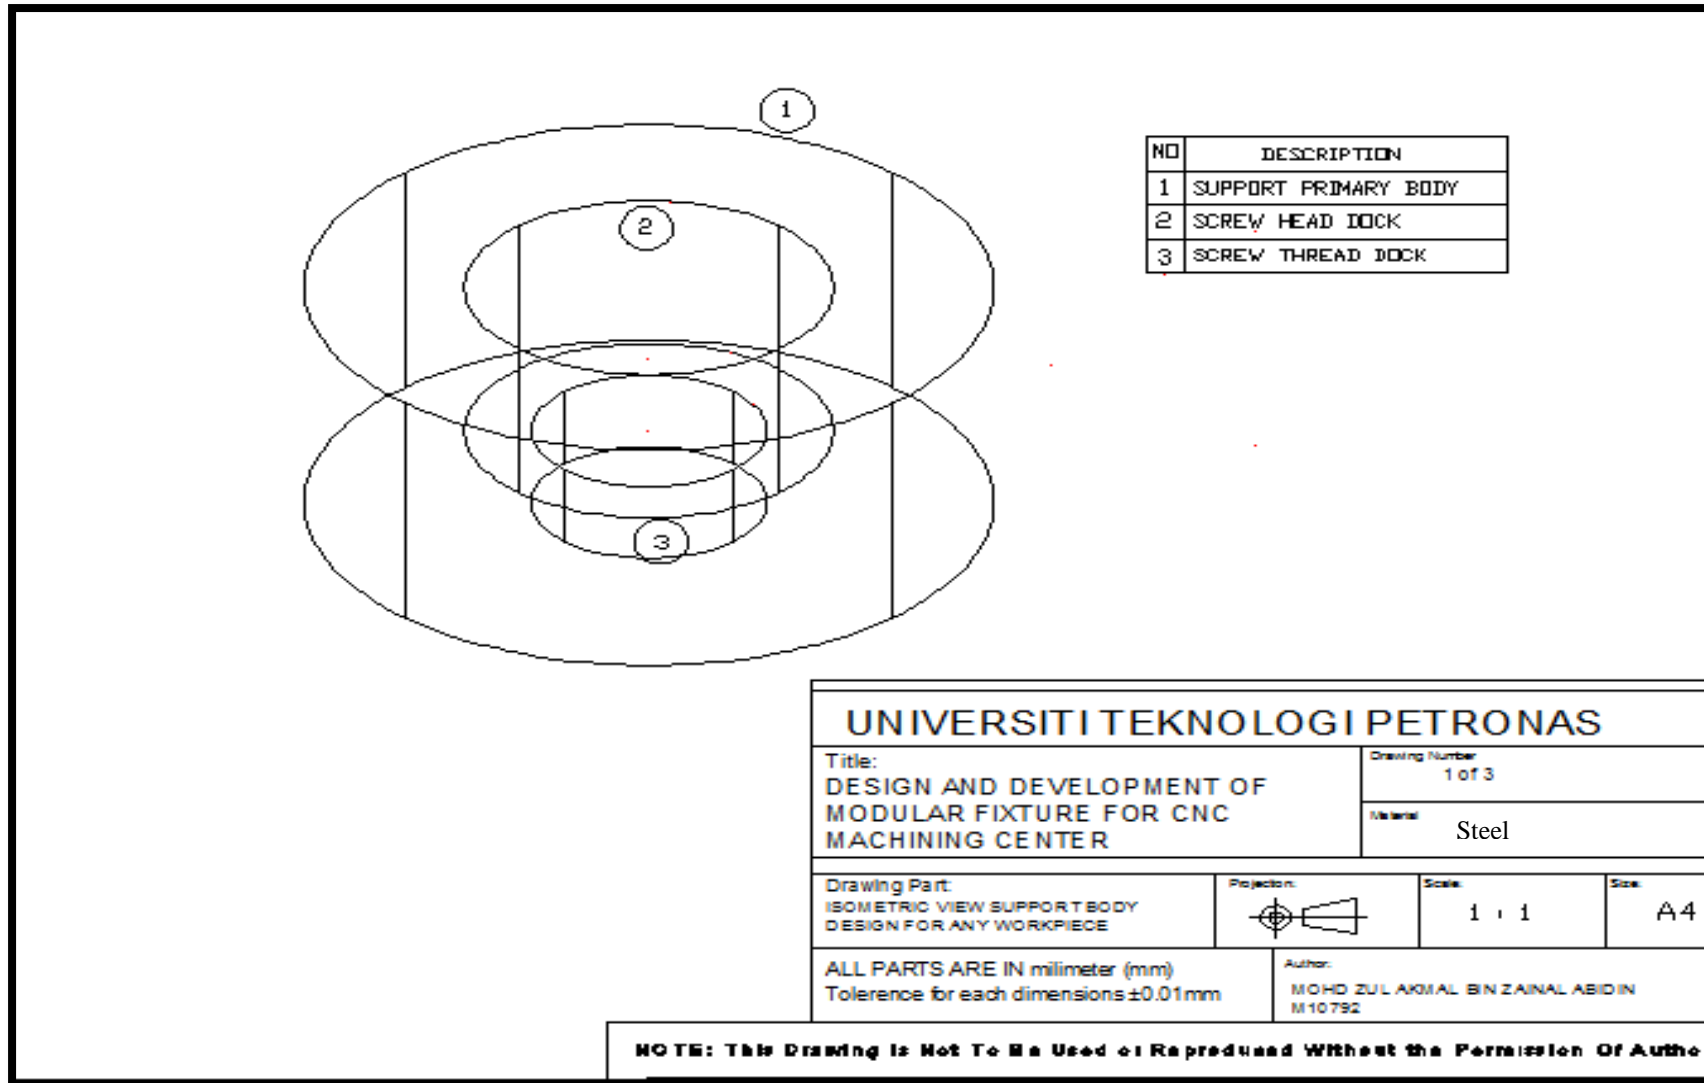 1
2
3
NO DESCRIPTION
1 SUPPORT PRIMARY BODY
2 SCREW HEAD DOCK
3 SCREW THREAD DOCK
UNIVERSITI TEKNOLOGI PETRONAS
Title:
DESIGN AND DEVELOPMENT OF
MODULAR FIXTURE FOR CNC
MACHINING CENTER
Drawing Number
1 of 3
Material
Steel
Drawing Part:
ISOMETRIC VIEW SUPPORT BODY
DESIGN FOR ANY WORKPIECE
Projection:
Scale:
1 : 1
Size:
A4
ALL PARTS ARE IN milimeter (mm)
Tolerence for each dimensions ±0.01mm
Author:
MOHD ZUL AKMAL BIN ZAINAL ABIDIN
M10792
NOTE: This Drawing Is Not To Be Used or Reproduced Without the Permission Of Autho